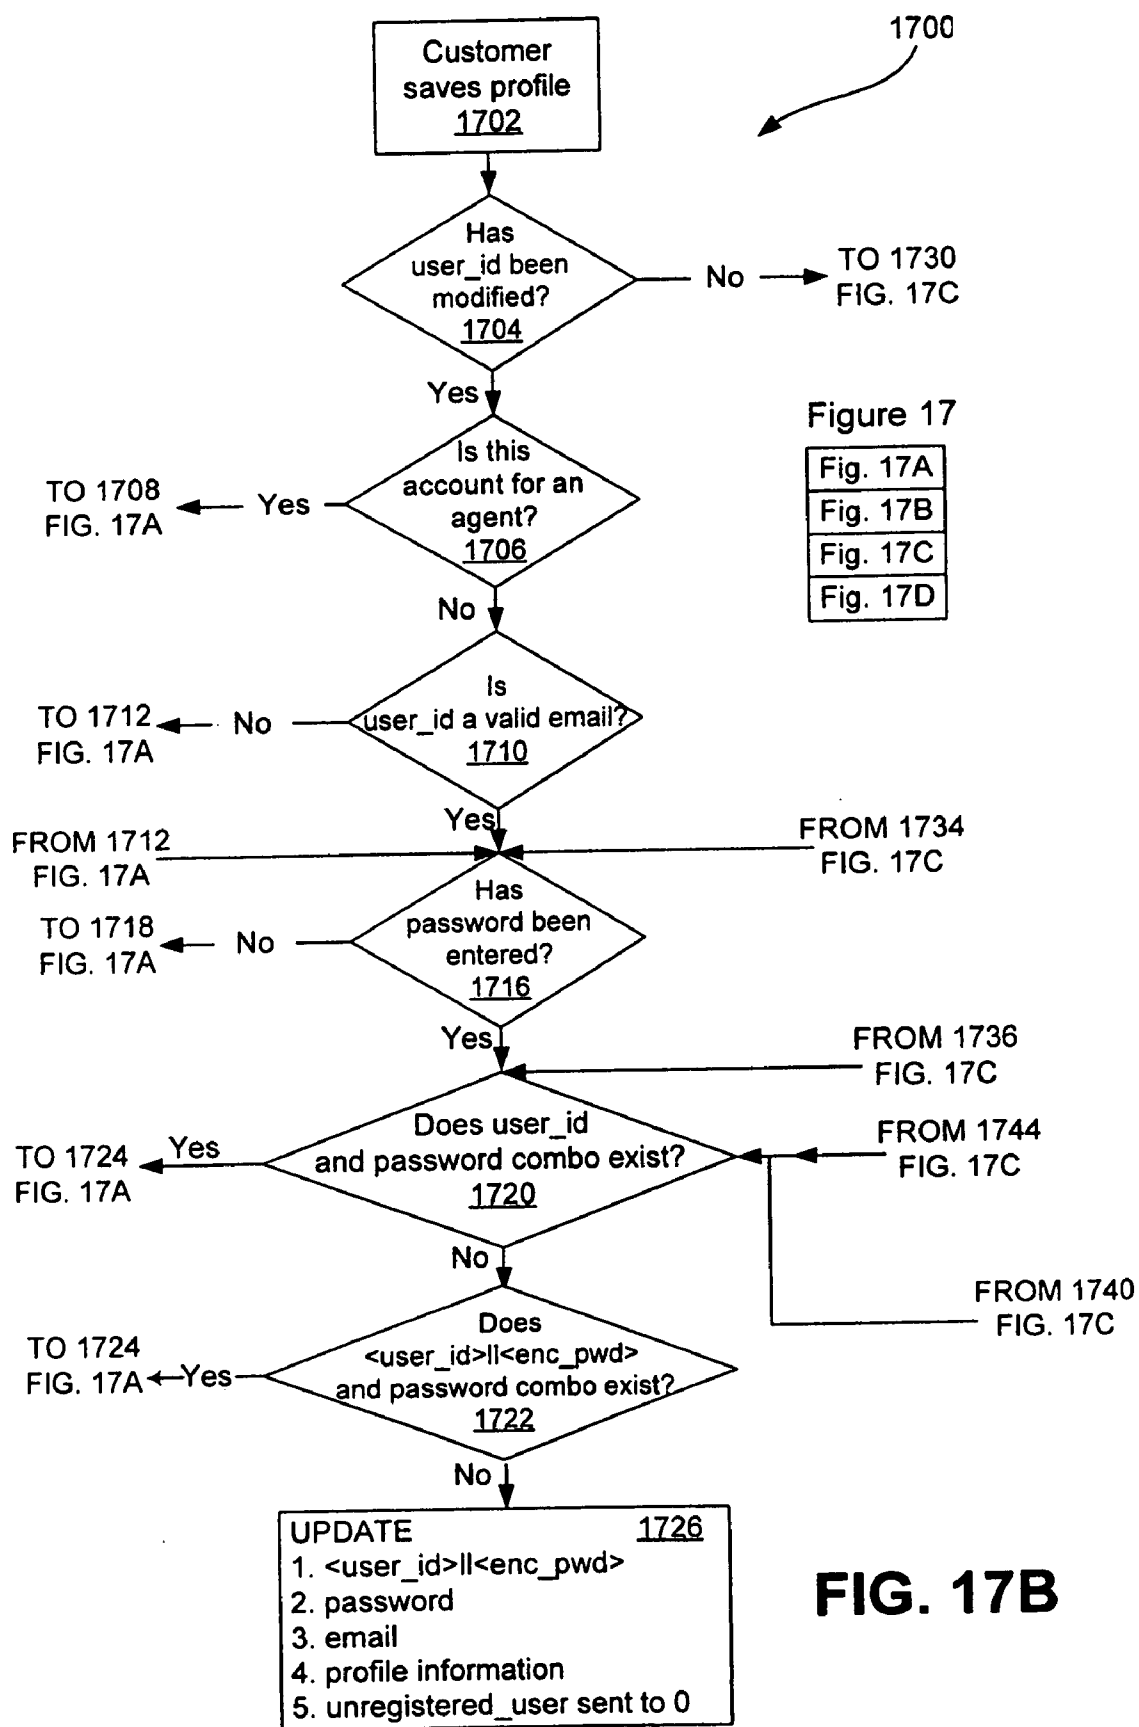 1700
Customer
saves profile
1702
Has
user_id been
modified?
1704
No
TO 1730
FIG. 17C
Yes
Figure 17
Fig. 17A
Fig. 17B
Fig. 17C
Fig. 17D
Is this
account for an
agent?
1706
Yes
TO 1708
FIG. 17A
No
Is
user_id a valid email?
1710
No
TO 1712
FIG. 17A
Yes
FROM 1712
FIG. 17A
FROM 1734
FIG. 17C
Has
password been
entered?
1716
No
TO 1718
FIG. 17A
Yes
FROM 1736
FIG. 17C
Does user_id
and password combo exist?
1720
Yes
TO 1724
FIG. 17A
FROM 1744
FIG. 17C
FROM 1740
FIG. 17C
No
Does
<user_id>ll<enc_pwd>
and password combo exist?
1722
Yes
TO 1724
FIG. 17A
No
UPDATE 1726
1. <user_id>ll<enc_pwd>
2. password
3. email
4. profile information
5. unregistered_user sent to 0
FIG. 17B